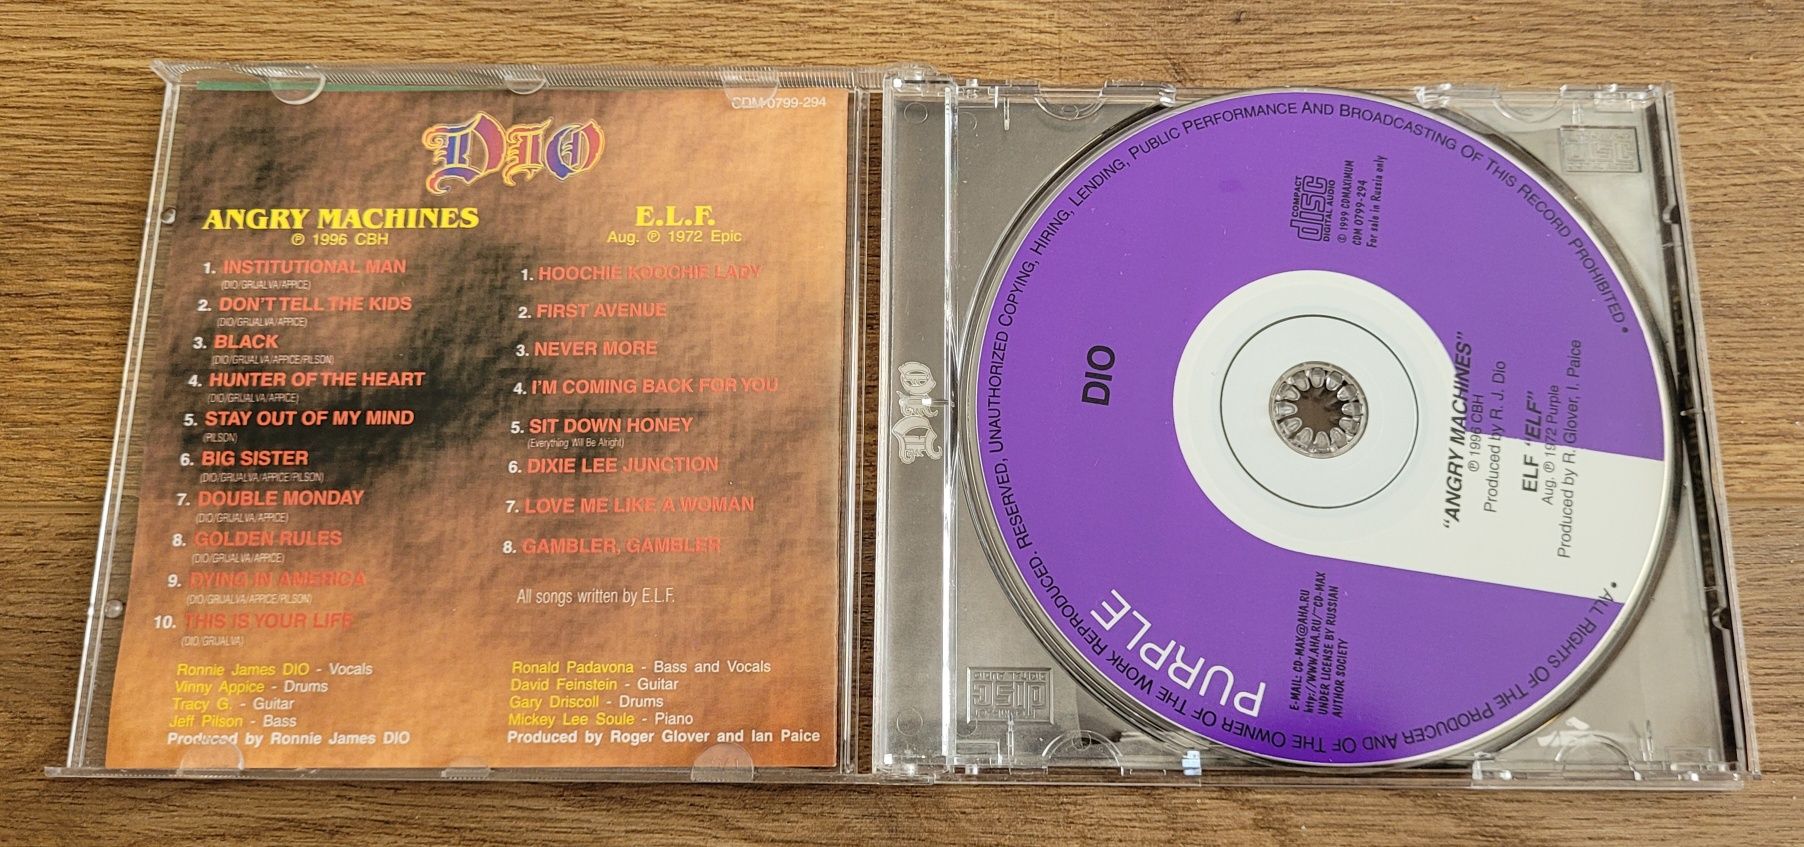 CDM 0799-294
DIO
ANGRY MACHINES
℗ 1996 CBH
1. INSTITUTIONAL MAN
(DIO/GRIJALVA/APPICE)
2. DON'T TELL THE KIDS
(DIO/GRIJALVA/APPICE)
3. BLACK
(DIO/GRIJALVA/APPICE/PILSON)
4. HUNTER OF THE HEART
(DIO/GRIJALVA/APPICE)
5. STAY OUT OF MY MIND
(PILSON)
6. BIG SISTER
(DIO/GRIJALVA/APPICE/PILSON)
7. DOUBLE MONDAY
(DIO/GRIJALVA/APPICE)
8. GOLDEN RULES
(DIO/GRIJALVA/APPICE)
9. DYING IN AMERICA
(DIO/GRIJALVA/APPICE/PILSON)
10. THIS IS YOUR LIFE
(DIO/GRIJALVA)
Ronnie James DIO - Vocals
Vinny Appice - Drums
Tracy G. - Guitar
Jeff Pilson - Bass
Produced by Ronnie James DIO
E.L.F.
Aug. ℗ 1972 Epic
1. HOOCHIE KOOCHIE LADY
2. FIRST AVENUE
3. NEVER MORE
4. I'M COMING BACK FOR YOU
5. SIT DOWN HONEY
(Everything Will Be Alright)
6. DIXIE LEE JUNCTION
7. LOVE ME LIKE A WOMAN
8. GAMBLER, GAMBLER
All songs written by E.L.F.
Ronald Padavona - Bass and Vocals
David Feinstein - Guitar
Gary Driscoll - Drums
Mickey Lee Soule - Piano
Produced by Roger Glover and Ian Paice
DIO
• ALL RIGHTS OF THE PRODUCER AND OF THE OWNER OF THE WORK REPRODUCED. RESERVED, UNAUTHORIZED COPYING, HIRING, LENDING, PUBLIC PERFORMANCE AND BROADCASTING OF THIS RECORD PROHIBITED •
DIO
COMPACT
disc
DIGITAL AUDIO
© 1999 CDMAXIMUM
CDM 0799-294
For sale in Russia only
"ANGRY MACHINES"
℗ 1996 CBH
Produced by R. J. Dio
ELF "ELF"
Aug. ℗ 1972 Purple
Produced by R. Glover, I. Paice
PURPLE
E-MAIL: CD-MAX@AHA.RU
http://WWW.AHA.RU/~CD-MAX
UNDER LICENSE BY RUSSIAN
AUTHOR SOCIETY
disc
disc